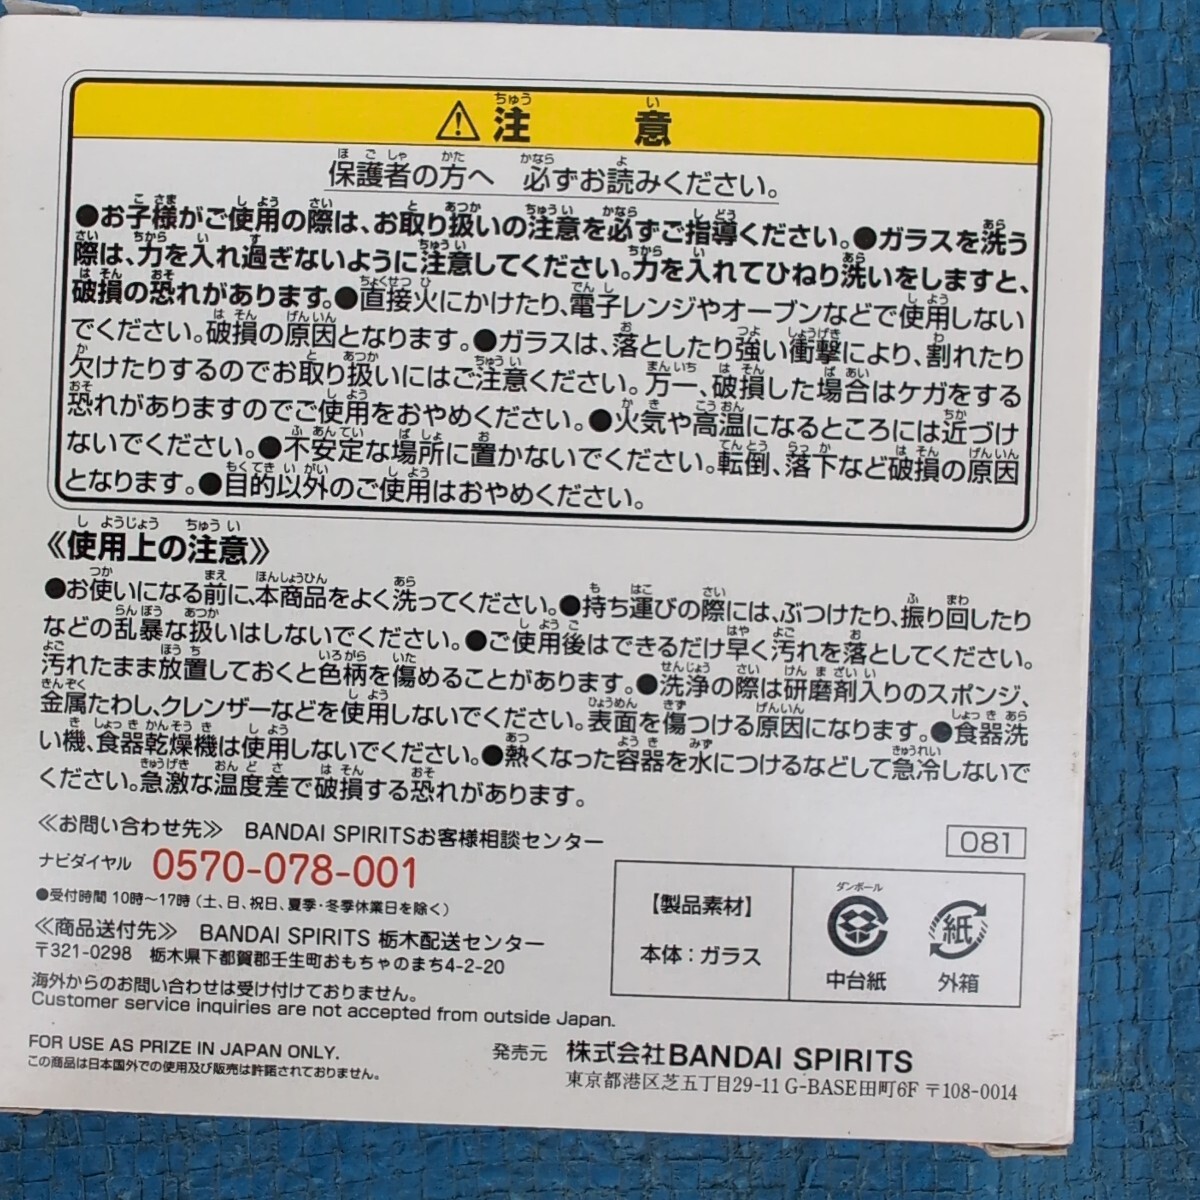 ⚠注意
保護者の方へ 必ずお読みください。
●お子様がご使用の際は、お取り扱いの注意を必ずご指導ください。●ガラスを洗う
際は、力を入れ過ぎないように注意してください。力を入れてひねり洗いをしますと、
破損の恐れがあります。●直接火にかけたり、電子レンジやオーブンなどで使用しない
でください。破損の原因となります。●ガラスは、落としたり強い衝撃により、割れたり
欠けたりするのでお取り扱いにはご注意ください。万一、破損した場合はケガをする
恐れがありますのでご使用をおやめください。●火気や高温になるところには近づけ
ないでください。●不安定な場所に置かないでください。転倒、落下など破損の原因
となります。●目的以外のご使用はおやめください。
《使用上の注意》
●お使いになる前に、本商品をよく洗ってください。●持ち運びの際には、ぶつけたり、振り回したり
などの乱暴な扱いはしないでください。●ご使用後はできるだけ早く汚れを落としてください。
汚れたまま放置しておくと色柄を傷めることがあります。●洗浄の際は研磨剤入りのスポンジ、
金属たわし、クレンザーなどを使用しないでください。表面を傷つける原因になります。●食器洗
い機、食器乾燥機は使用しないでください。●熱くなった容器を水につけるなどして急冷しないで
ください。急激な温度差で破損する恐れがあります。
≪お問い合わせ先≫ BANDAI SPIRITSお客様相談センター
ナビダイヤル 0570-078-001
●受付時間 10時～17時（土、日、祝日、夏季・冬季休業日を除く）
≪商品送付先≫ BANDAI SPIRITS 栃木配送センター
〒321-0298 栃木県下都賀郡壬生町おもちゃのまち4-2-20
海外からのお問い合わせは受け付けておりません。
Customer service inquiries are not accepted from outside Japan.
FOR USE AS PRIZE IN JAPAN ONLY.
この商品は日本国外での使用及び販売は許諾されておりません。
081
【製品素材】
本体：ガラス
ダンボール
中台紙
紙
外箱
発売元 株式会社BANDAI SPIRITS
東京都港区芝五丁目29-11 G-BASE田町6F 〒108-0014